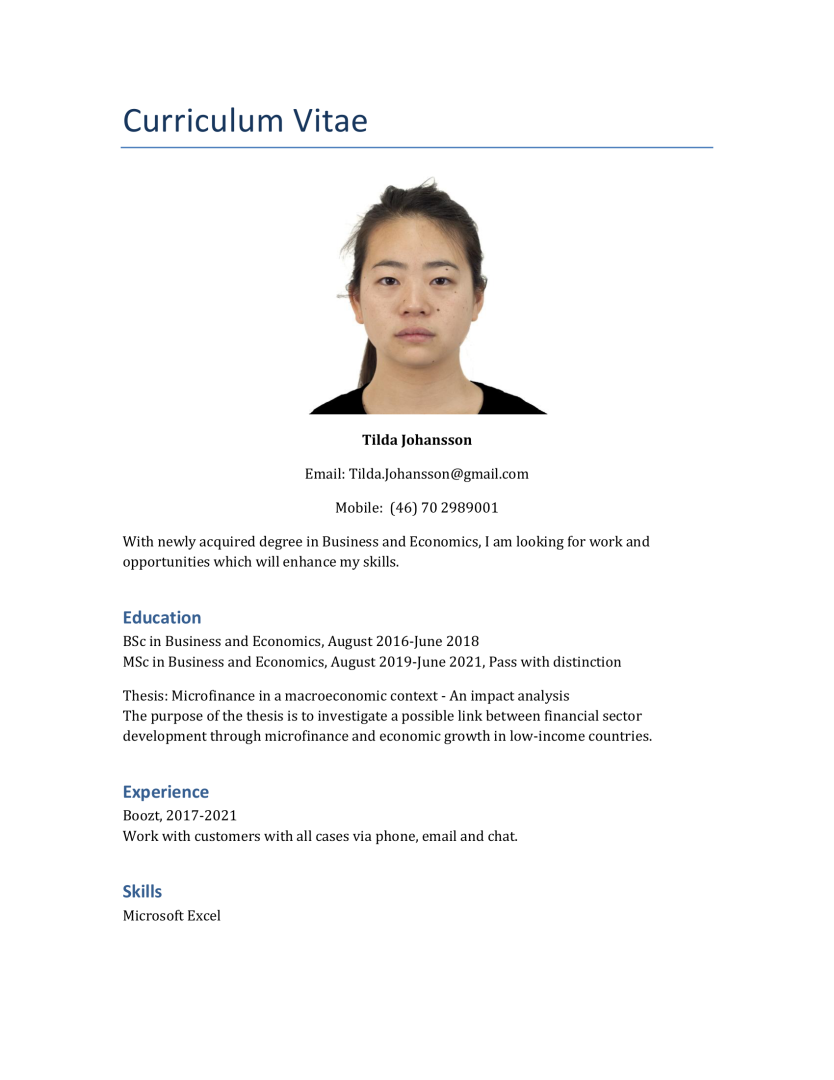 Curriculum Vitae
Tilda Johansson
Email: Tilda.Johansson@gmail.com
Mobile:  (46) 70 2989001
With newly acquired degree in Business and Economics, I am looking for work and
opportunities which will enhance my skills.
Education
BSc in Business and Economics, August 2016-June 2018
MSc in Business and Economics, August 2019-June 2021, Pass with distinction
Thesis: Microfinance in a macroeconomic context - An impact analysis
The purpose of the thesis is to investigate a possible link between financial sector
development through microfinance and economic growth in low-income countries.
Experience
Boozt, 2017-2021
Work with customers with all cases via phone, email and chat.
Skills
Microsoft Excel